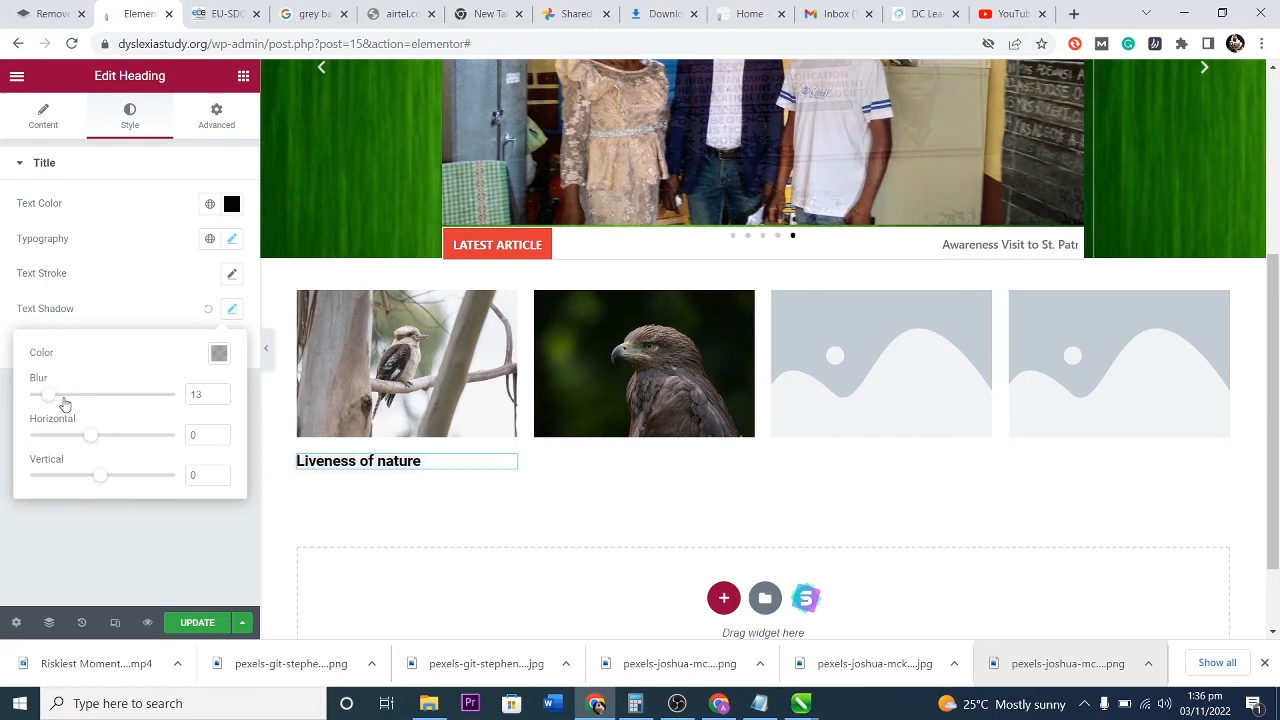 Remove ba
Elemen
EU-SDG
grey be
airtel.co
New Tab
Shared
Downlo
Home
Inbox (
DC Lea
YouTub
dyslexiastudy.org/wp-admin/post.php?post=15&action=elementor#
Edit Heading
Content
Style
Advanced
Title
Text Color
Typography
Text Stroke
Text Shadow
Color
Blur
13
Horizontal
0
Vertical
0
UPDATE
LATEST ARTICLE
Awareness Visit to St. Patr
Liveness of nature
Drag widget here
Riskiest Moment....mp4
pexels-git-stephe....png
pexels-git-stephen....jpg
pexels-joshua-mc....png
pexels-joshua-mck....jpg
pexels-joshua-mc....png
Show all
Type here to search
25°C Mostly sunny
1:36 pm
03/11/2022